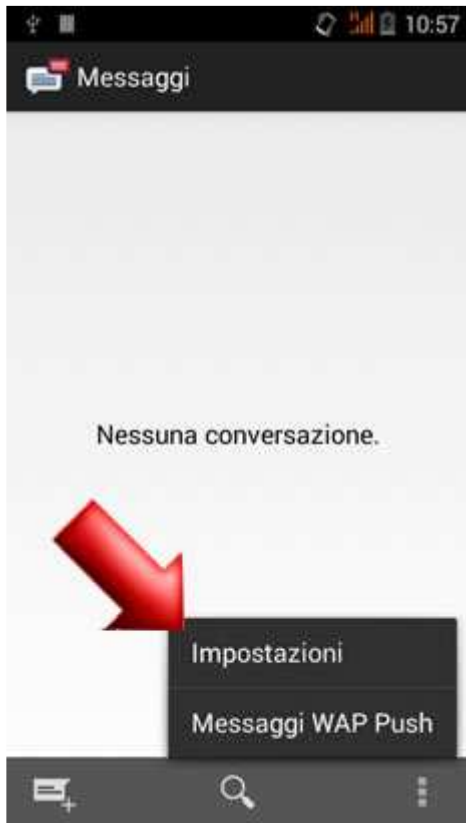 10:57
Messaggi
Nessuna conversazione.
Impostazioni
Messaggi WAP Push